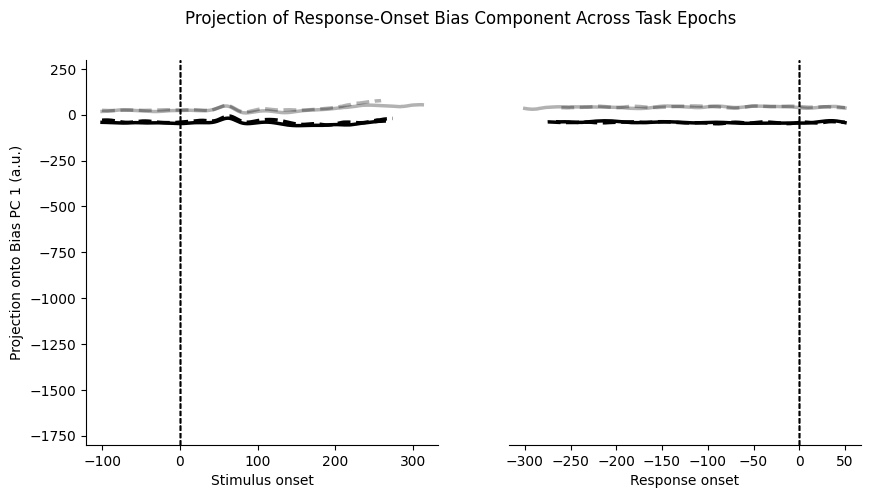 Projection of Response-Onset Bias Component Across Task Epochs
Projection onto Bias PC 1 (a.u.)
250
0
−250
−500
−750
−1000
−1250
−1500
−1750
−100 0 100 200 300
Stimulus onset
−300 −250 −200 −150 −100 −50 0 50
Response onset